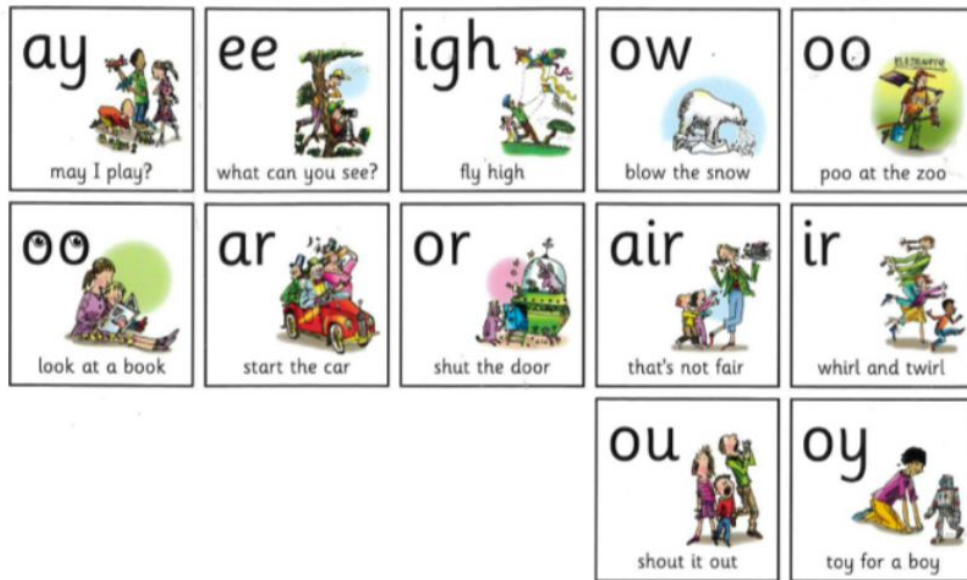 ay
may I play?
ee
what can you see?
igh
fly high
ow
blow the snow
oo
poo at the zoo
oo
look at a book
ar
start the car
or
shut the door
air
that's not fair
ir
whirl and twirl
ou
shout it out
oy
toy for a boy